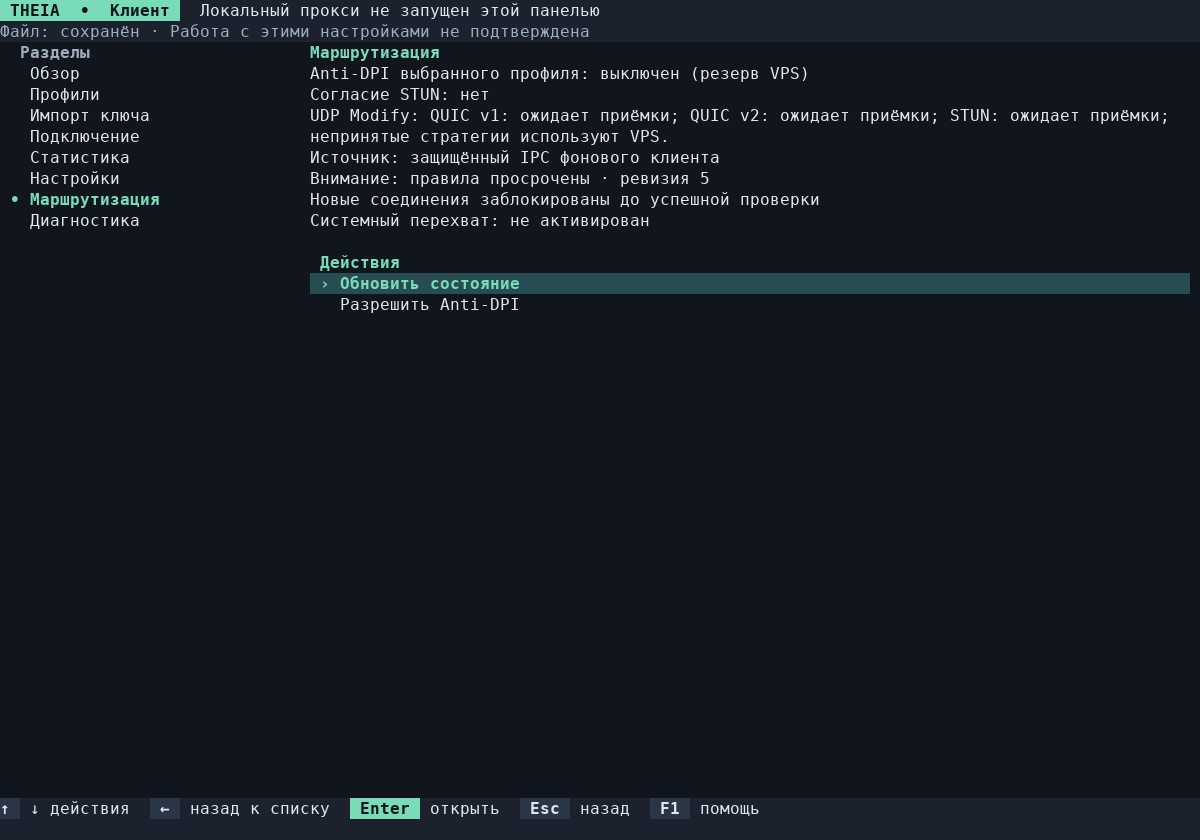 THEIA • Клиент Локальный прокси не запущен этой панелью
Файл: сохранён · Работа с этими настройками не подтверждена
Разделы
Обзор
Профили
Импорт ключа
Подключение
Статистика
Настройки
• Маршрутизация
Диагностика
Маршрутизация
Anti-DPI выбранного профиля: выключен (резерв VPS)
Согласие STUN: нет
UDP Modify: QUIC v1: ожидает приёмки; QUIC v2: ожидает приёмки; STUN: ожидает приёмки;
непринятые стратегии используют VPS.
Источник: защищённый IPC фонового клиента
Внимание: правила просрочены · ревизия 5
Новые соединения заблокированы до успешной проверки
Системный перехват: не активирован
Действия
› Обновить состояние
Разрешить Anti-DPI
↑ ↓ действия ← назад к списку Enter открыть Esc назад F1 помощь